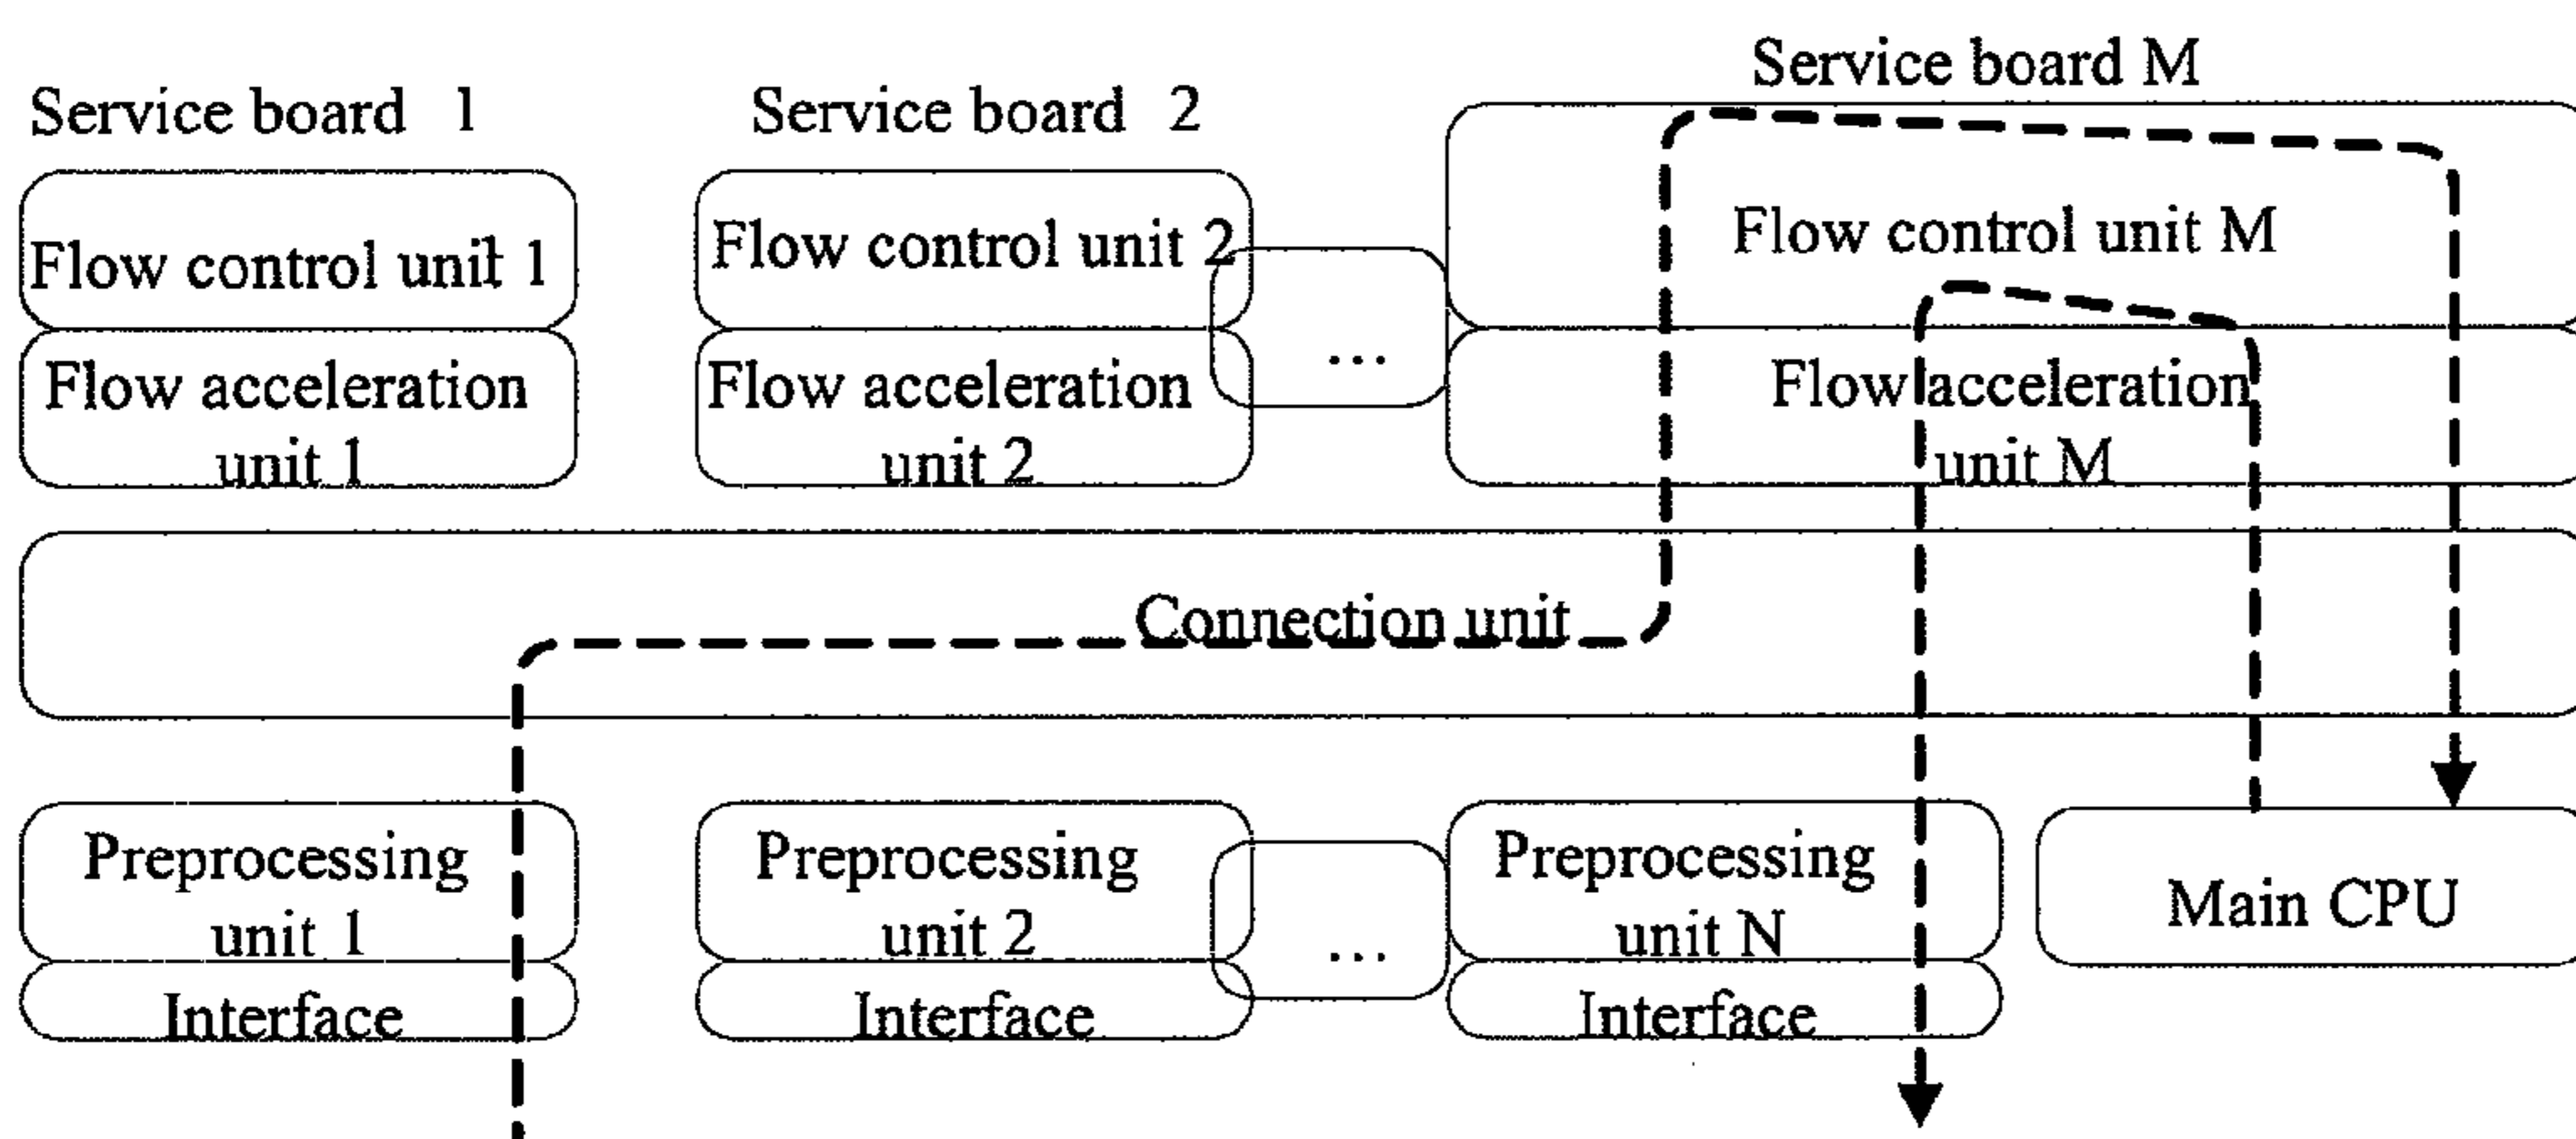 Service board M
Service board 1
Service board 2
Flow control unit 1
Flow control unit 2
Flow control unit M
Flow acceleration
unit 1
Flow acceleration
unit 2
...
Flow acceleration
unit M
Connection unit
Preprocessing
unit 1
Preprocessing
unit 2
...
Preprocessing
unit N
Main CPU
Interface
Interface
Interface